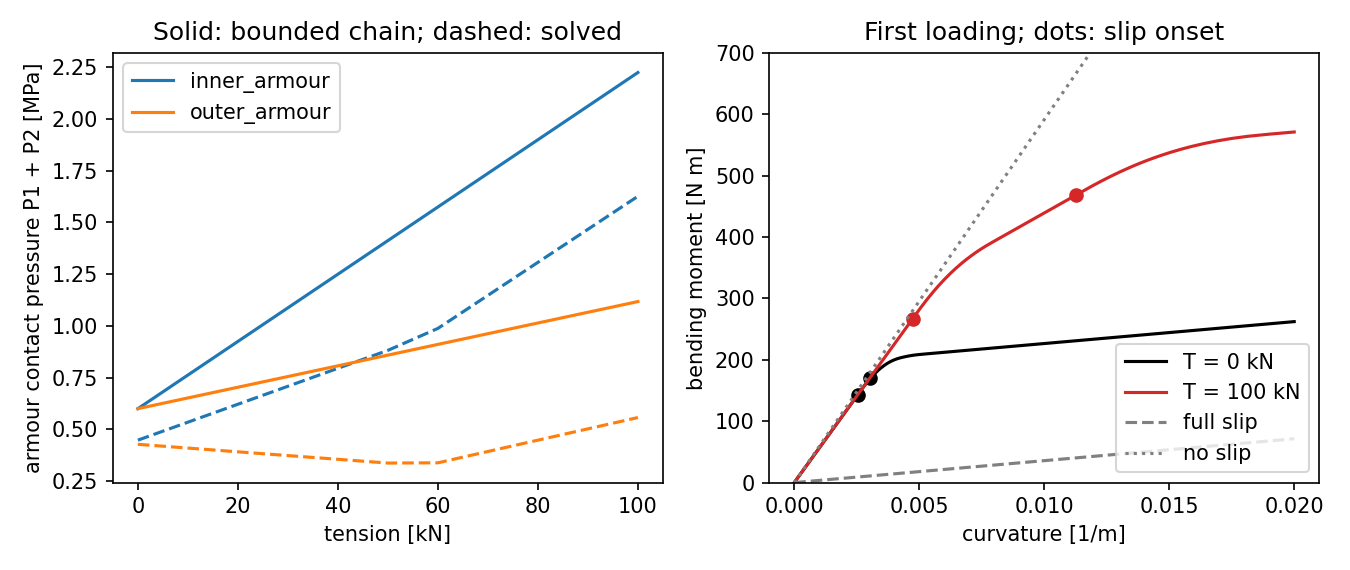 Solid: bounded chain; dashed: solved
armour contact pressure P1 + P2 [MPa]
2.25
2.00
1.75
1.50
1.25
1.00
0.75
0.50
0.25
inner_armour
outer_armour
0 20 40 60 80 100
tension [kN]
First loading; dots: slip onset
bending moment [N m]
700
600
500
400
300
200
100
0
T = 0 kN
T = 100 kN
full slip
no slip
0.000 0.005 0.010 0.015 0.020
curvature [1/m]